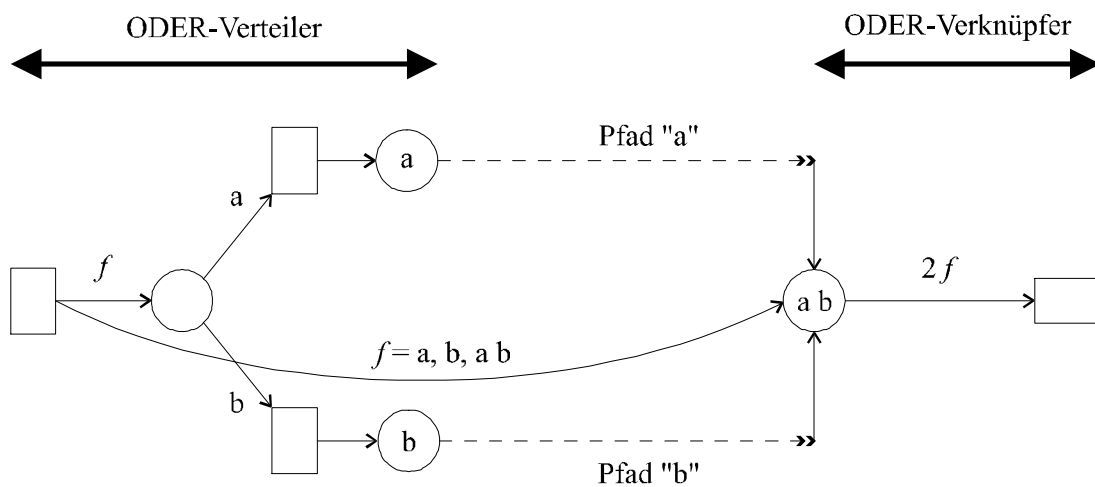 ODER-Verteiler
ODER-Verknüpfer
Pfad "a"
a
a
f
a b
2 f
f = a, b, a b
b
b
Pfad "b"